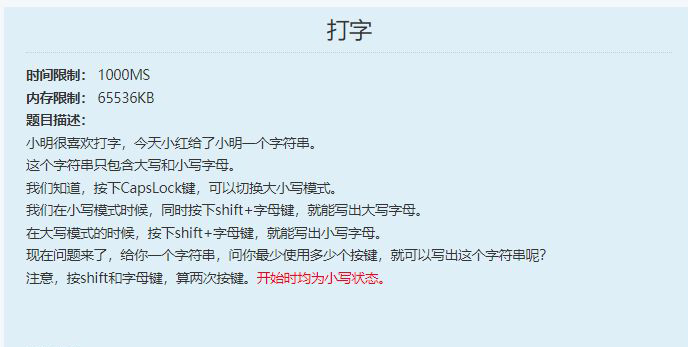 打字
时间限制： 1000MS
内存限制： 65536KB
题目描述：
小明很喜欢打字，今天小红给了小明一个字符串。
这个字符串只包含大写和小写字母。
我们知道，按下CapsLock键，可以切换大小写模式。
我们在小写模式时候，同时按下shift+字母键，就能写出大写字母。
在大写模式的时候，按下shift+字母键，就能写出小写字母。
现在问题来了，给你一个字符串，问你最少使用多少个按键，就可以写出这个字符串呢？
注意，按shift和字母键，算两次按键。开始时均为小写状态。